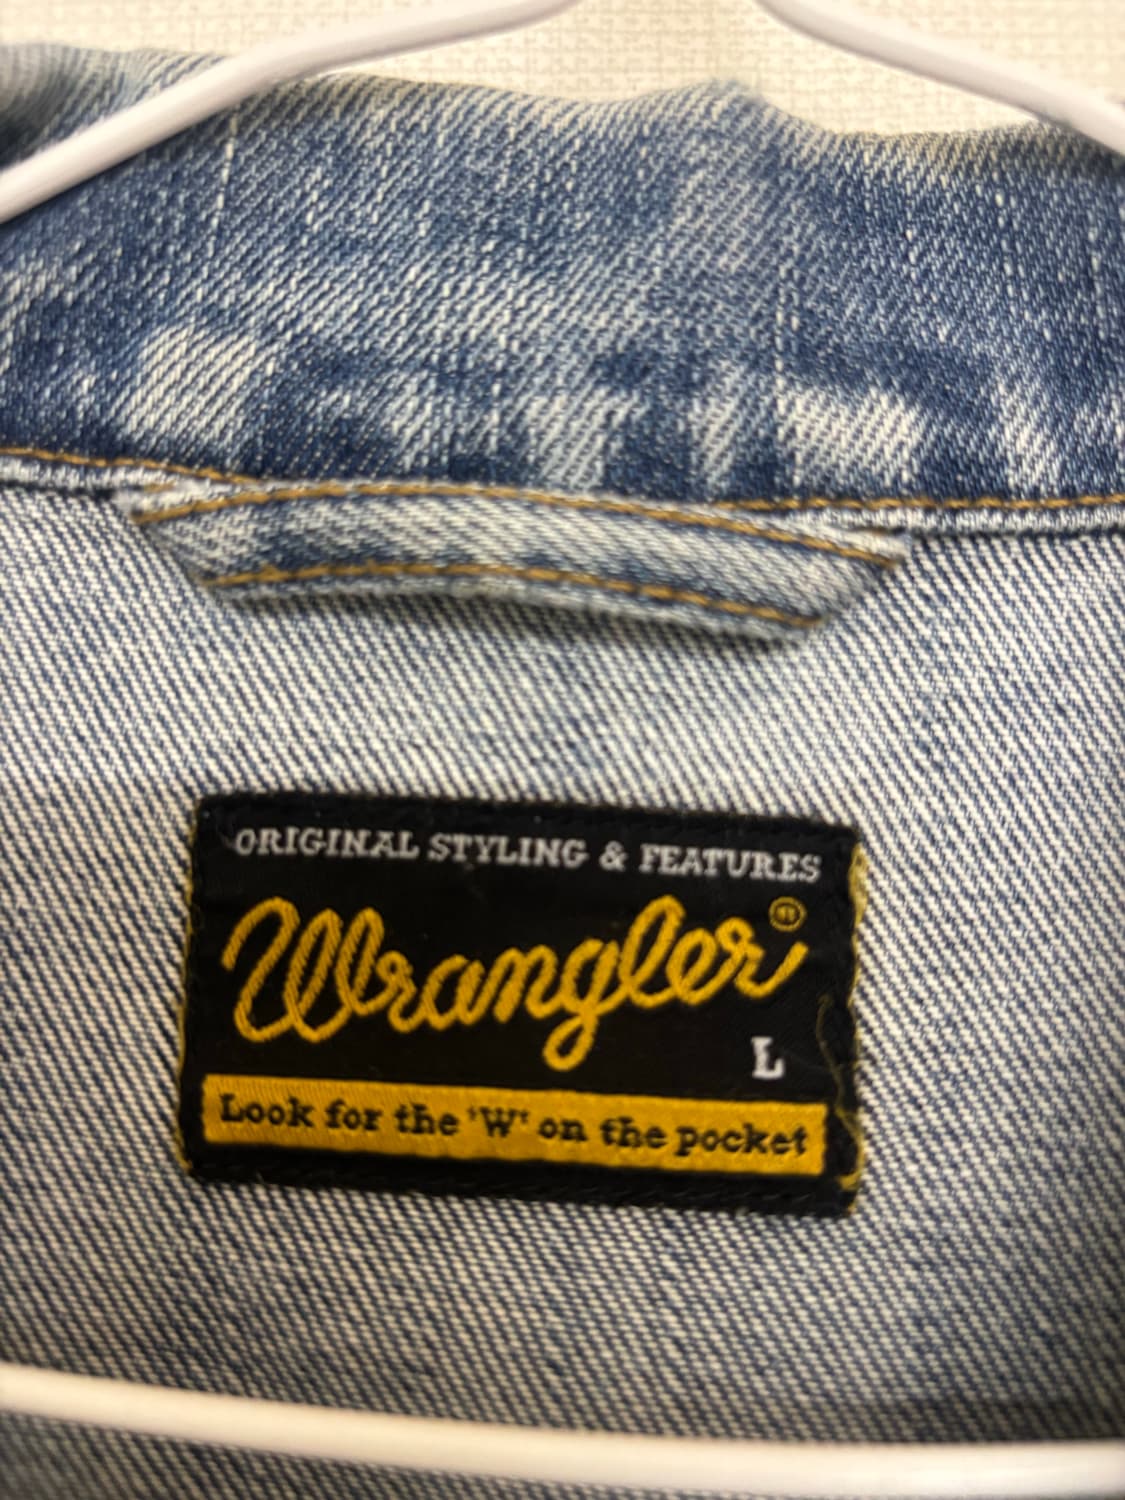 ORIGINAL STYLING & FEATURES
Wrangler®
L
Look for the 'W' on the pocket